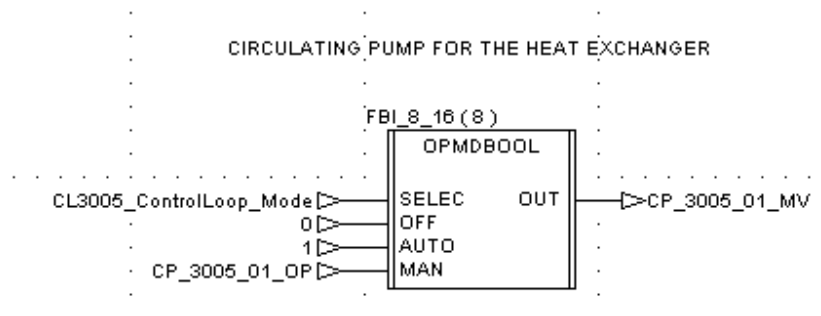 CIRCULATING PUMP FOR THE HEAT EXCHANGER
FBI_8_16 ( 8 )
OPMDBOOL
CL3005_ControlLoop_Mode SELEC OUT CP_3005_01_MV
0 OFF
1 AUTO
CP_3005_01_OP MAN